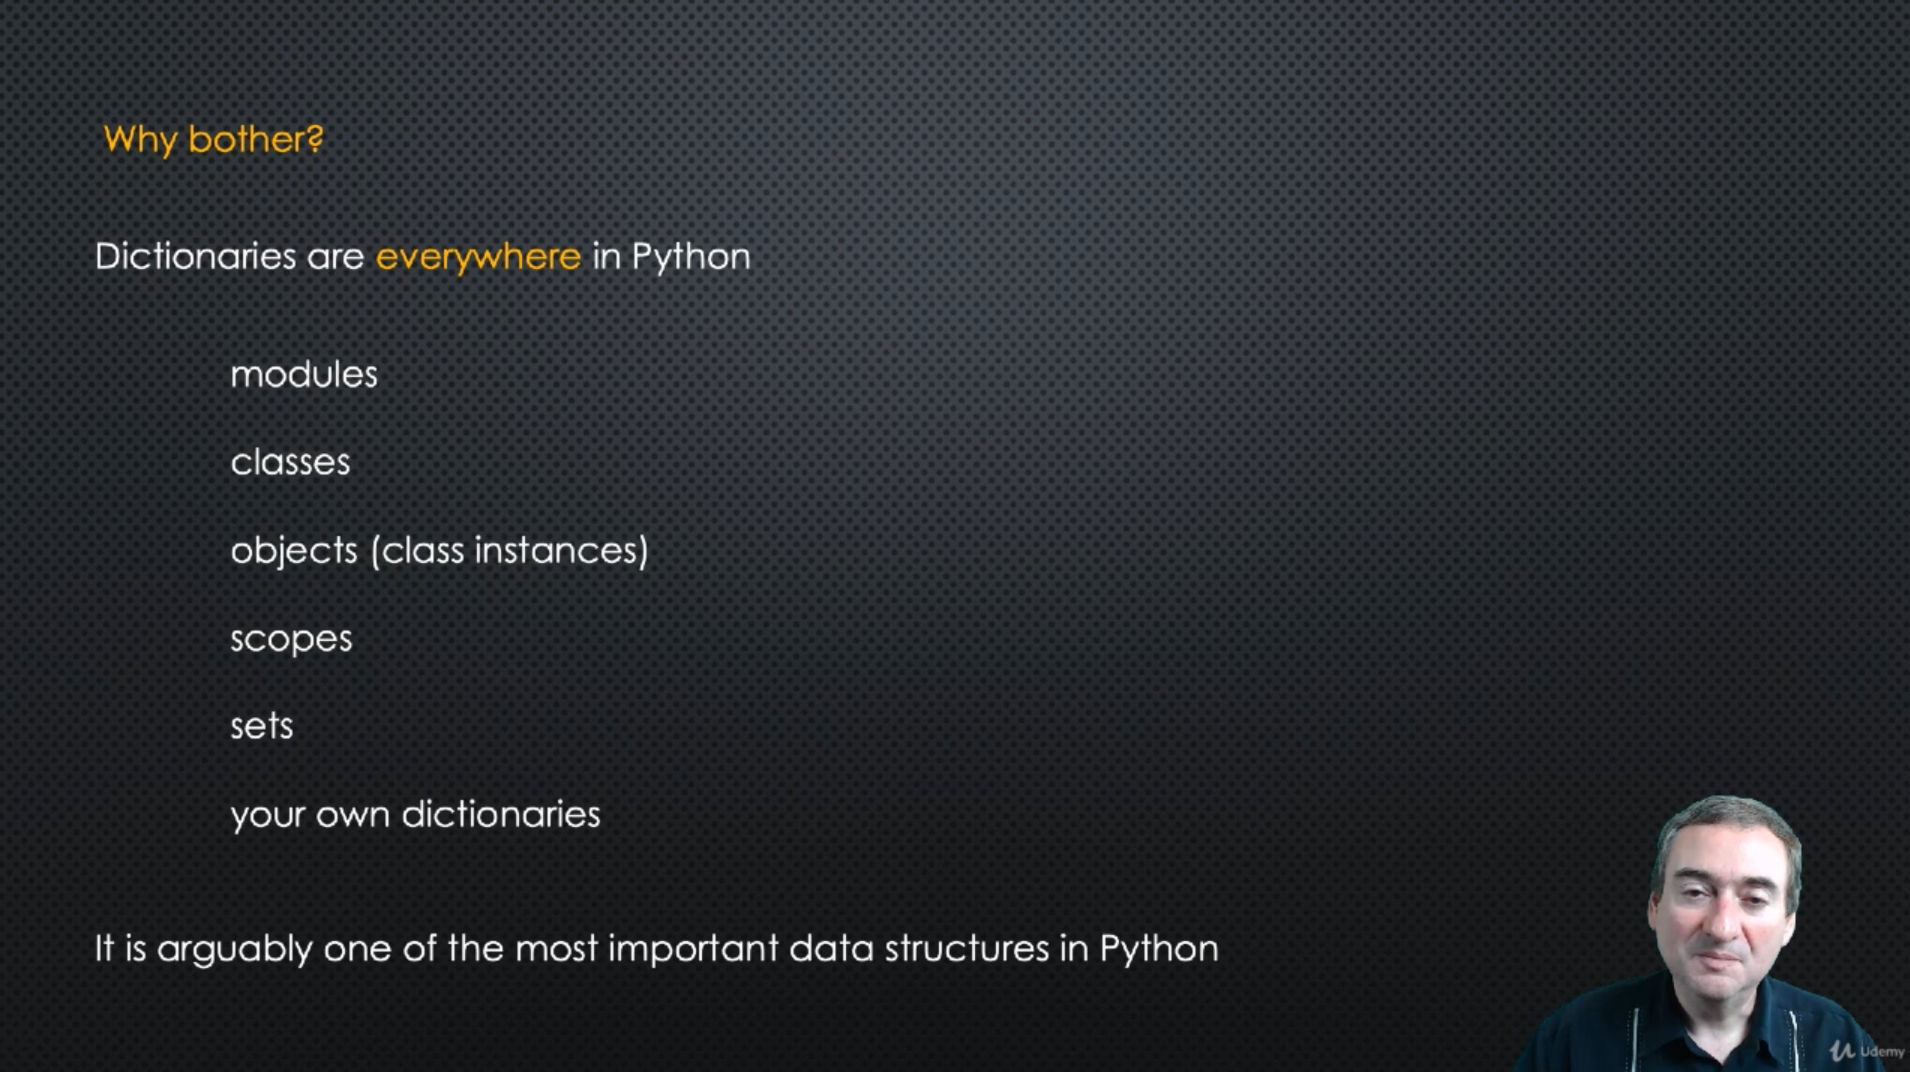 Why bother?
Dictionaries are everywhere in Python
modules
classes
objects (class instances)
scopes
sets
your own dictionaries
It is arguably one of the most important data structures in Python
Udemy